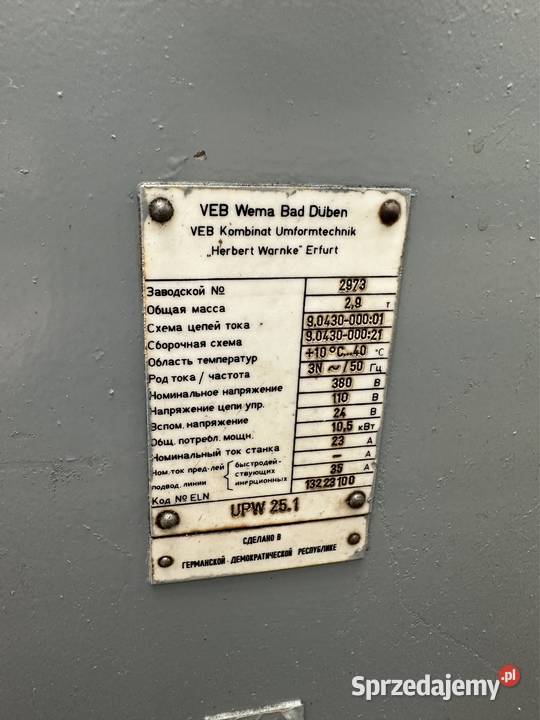 VEB Wema Bad Düben
VEB Kombinat Umformtechnik
„Herbert Warnke" Erfurt
Заводской № 2973
Общая масса 2,9 т
Схема цепей тока 9.0430-000:01
Сборочная схема 9.0430-000:21
Область температур +10°C...40 °C
Род тока / частота 3N ~/50 Гц
Номинальное напряжение 380 В
Напряжение цепи упр. 110 В
Вспом. напряжение 24 В
Общ. потребл. мощн. 10,5 кВт
Номинальный ток станка 23 А
Ном. ток пред-лей подвод. линии { быстродействующих – А
инерционных 35 А
Код № ELN 13223100
UPW 25.1
СДЕЛАНО В
ГЕРМАНСКОЙ ДЕМОКРАТИЧЕСКОЙ РЕСПУБЛИКЕ
Sprzedajemy.pl